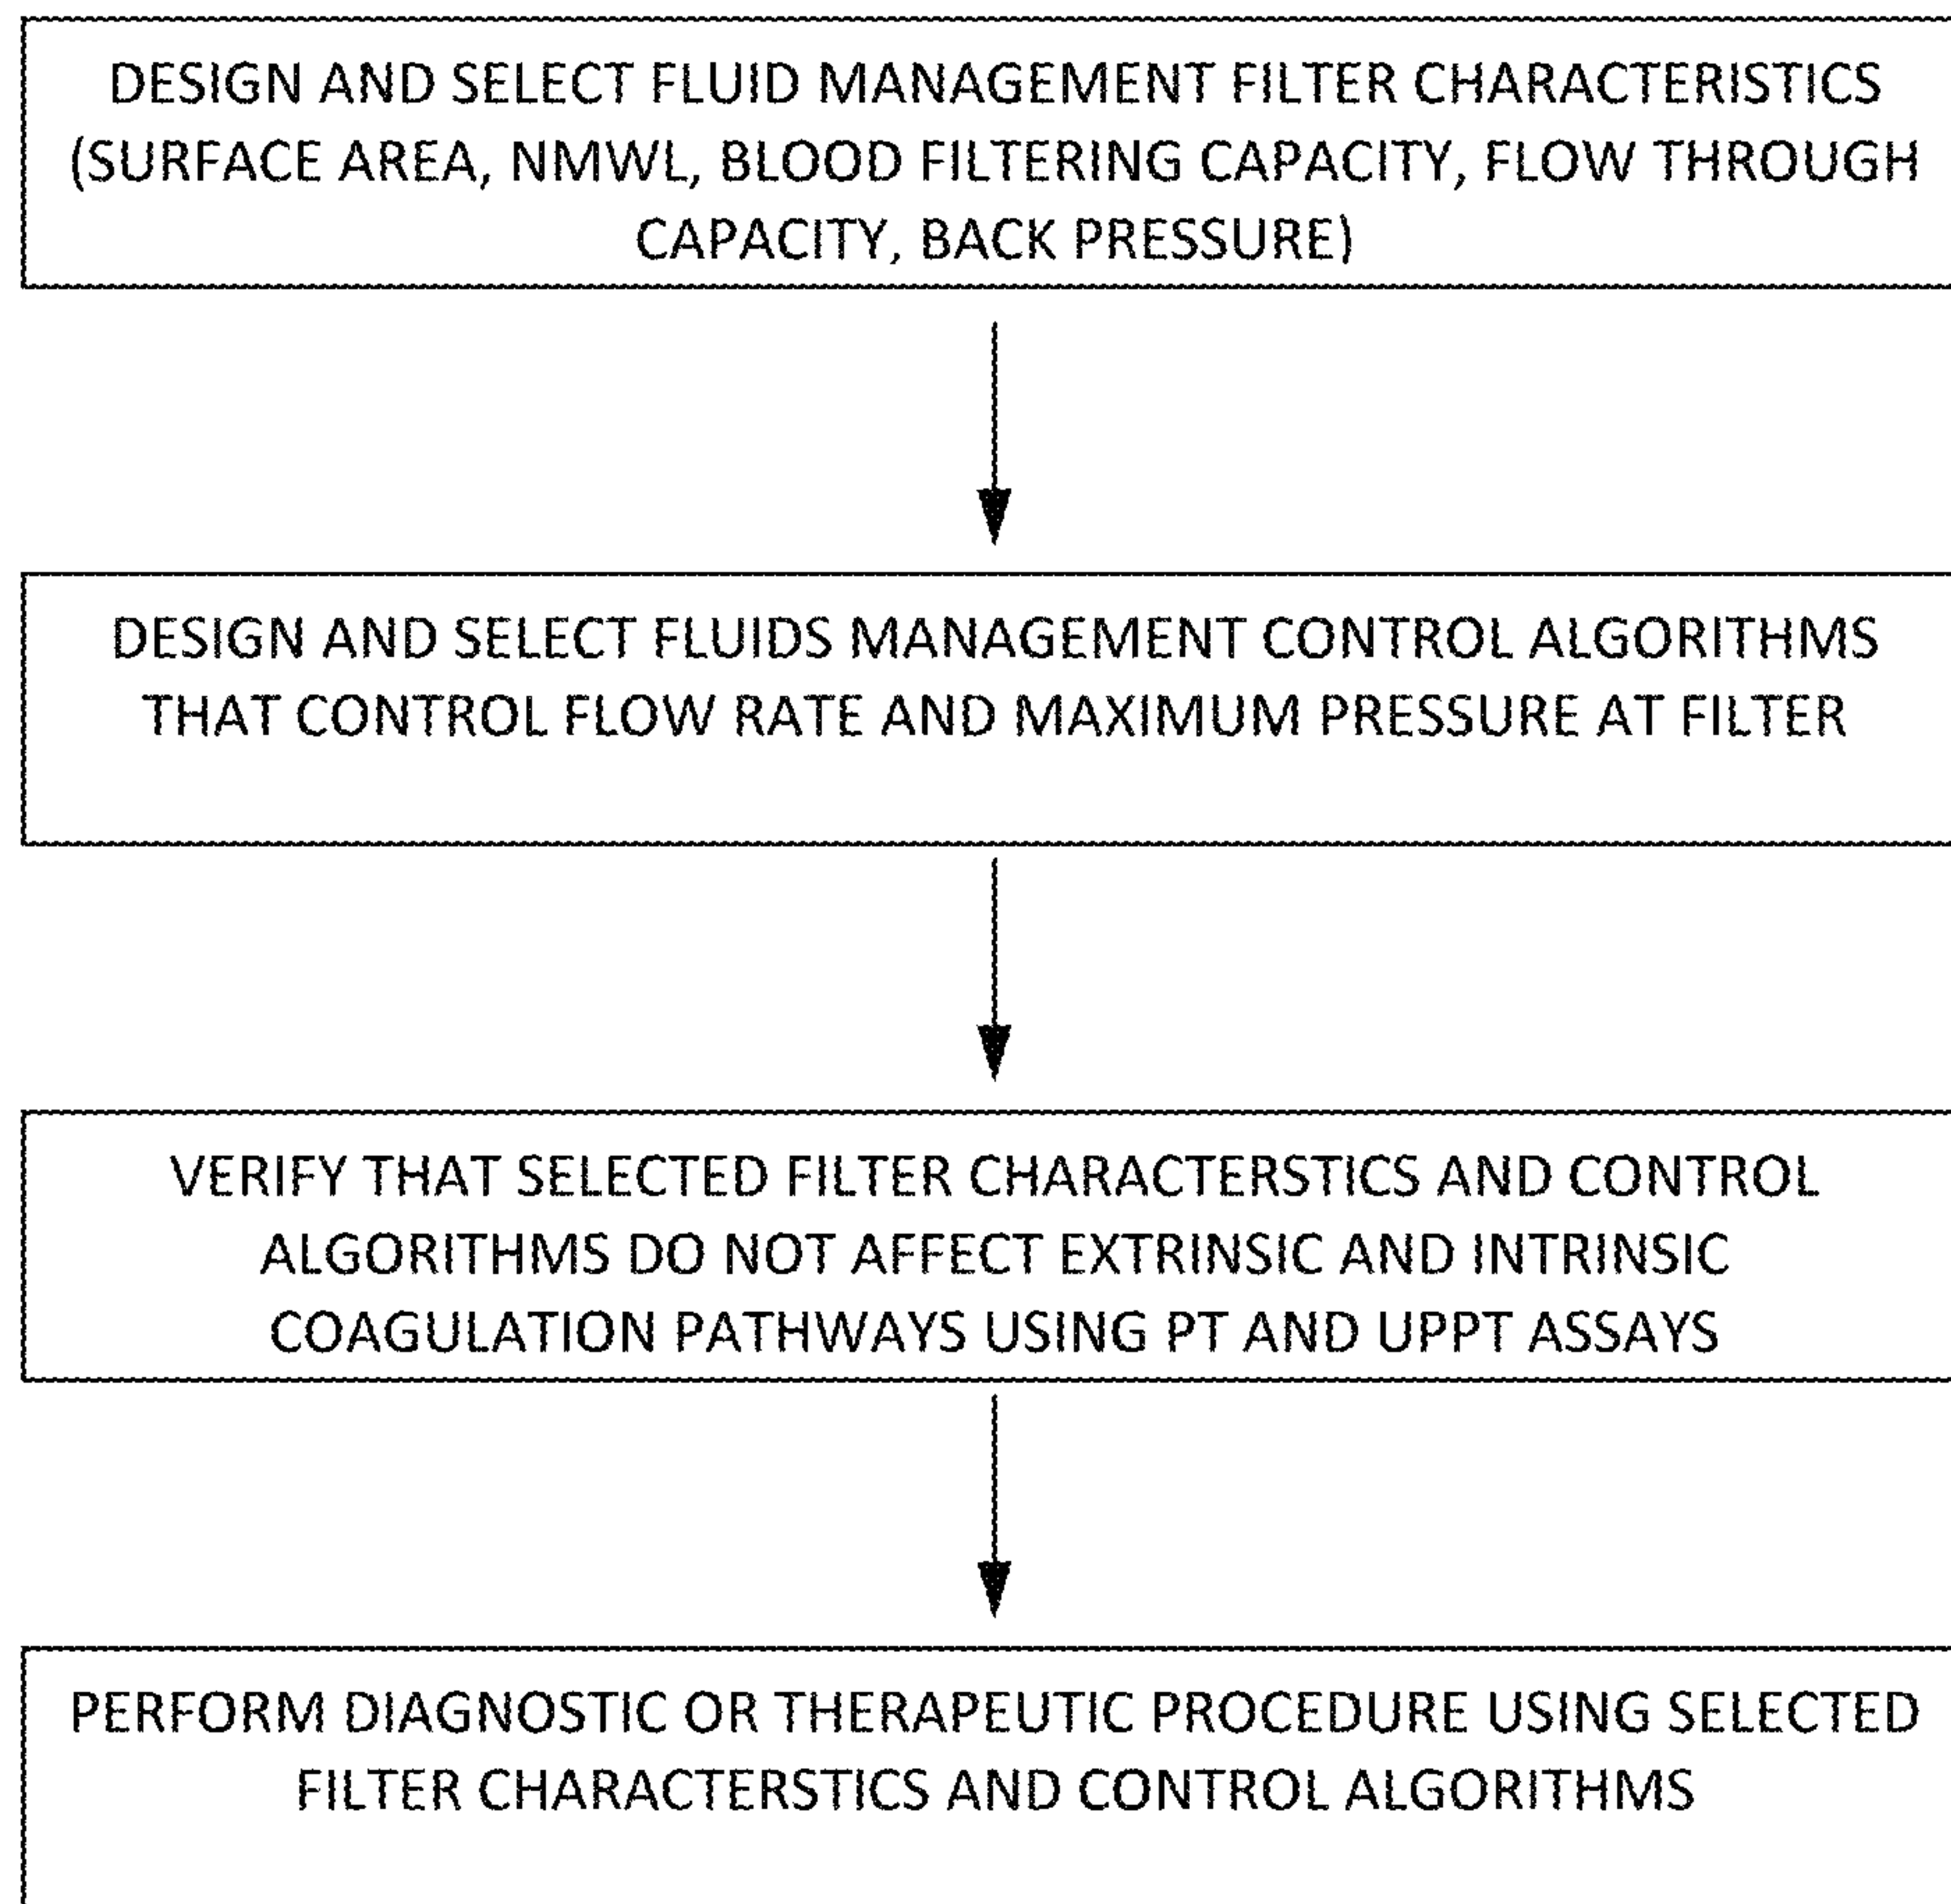 DESIGN AND SELECT FLUID MANAGEMENT FILTER CHARACTERISTICS
(SURFACE AREA, NMWL, BLOOD FILTERING CAPACITY, FLOW THROUGH
CAPACITY, BACK PRESSURE)
DESIGN AND SELECT FLUIDS MANAGEMENT CONTROL ALGORITHMS
THAT CONTROL FLOW RATE AND MAXIMUM PRESSURE AT FILTER
VERIFY THAT SELECTED FILTER CHARACTERSTICS AND CONTROL
ALGORITHMS DO NOT AFFECT EXTRINSIC AND INTRINSIC
COAGULATION PATHWAYS USING PT AND UPPT ASSAYS
PERFORM DIAGNOSTIC OR THERAPEUTIC PROCEDURE USING SELECTED
FILTER CHARACTERSTICS AND CONTROL ALGORITHMS